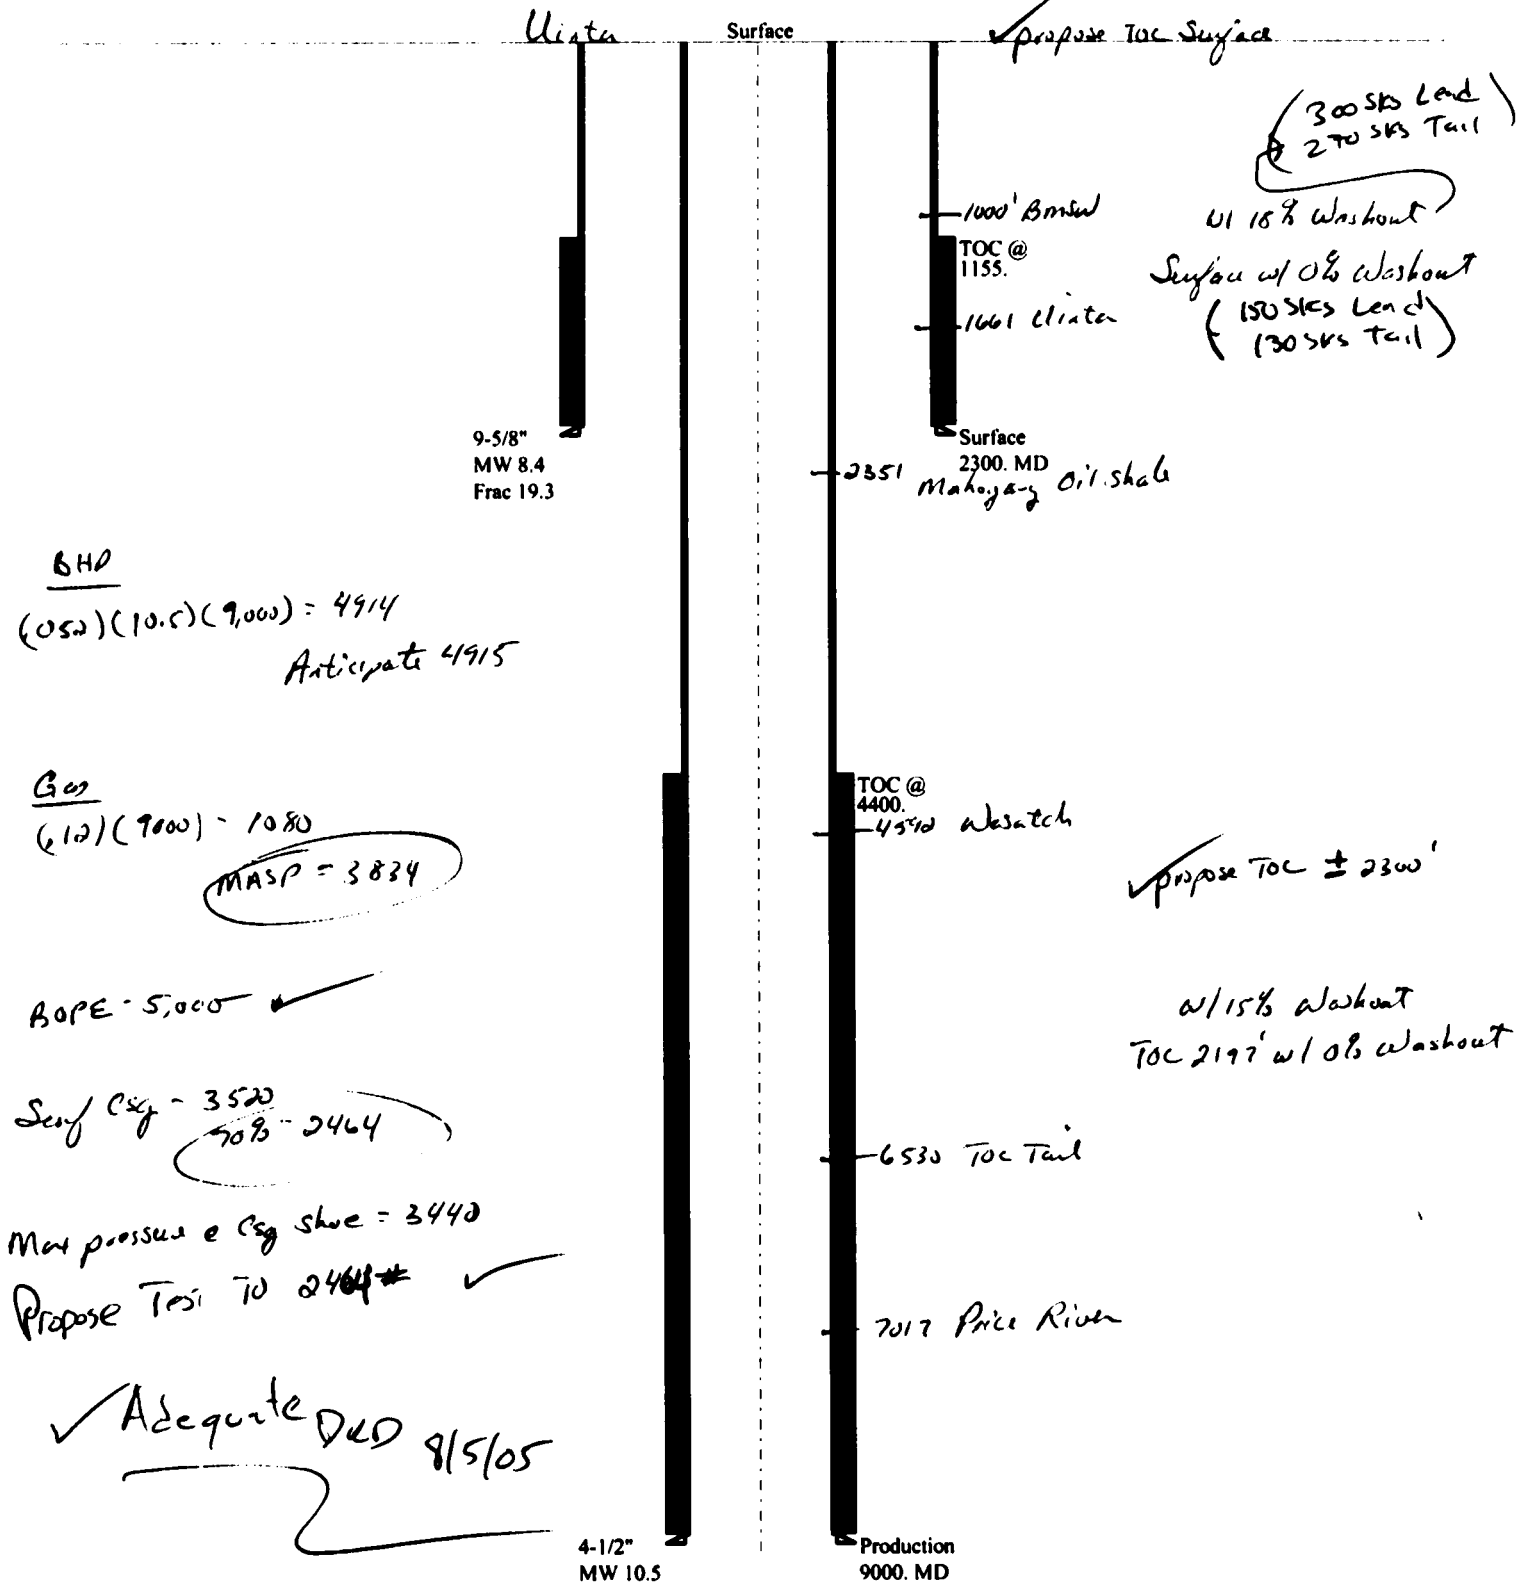 Uinta
Surface
✓propose TOC Surface
(300 sks Lead
270 sks Tail)
1000' BMSW
w/ 18% Washout
TOC @
1155.
Surface w/ 0% Washout
(150 sks Lead
130 sks Tail)
1661 Uinta
9-5/8"
MW 8.4
Frac 19.3
Surface
2300. MD
2351 Mahogany Oil Shale
BHP
(.052)(10.5)(9,000) = 4914
Anticipate 4915
Gas
(.12)(9000) = 1080
MASP = 3834
TOC @
4400.
Wasatch
✓propose TOC ± 2300'
BOPE - 5,000 ✓
w/ 15% Washout
TOC 2197' w/ 0% Washout
Surf Csg - 3520
70% - 2464
6530 TOC Tail
Max pressure @ Csg shoe = 3440
Propose Test To 2464# ✓
7017 Price River
✓ Adequate DKD 8/5/05
4-1/2"
MW 10.5
Production
9000. MD